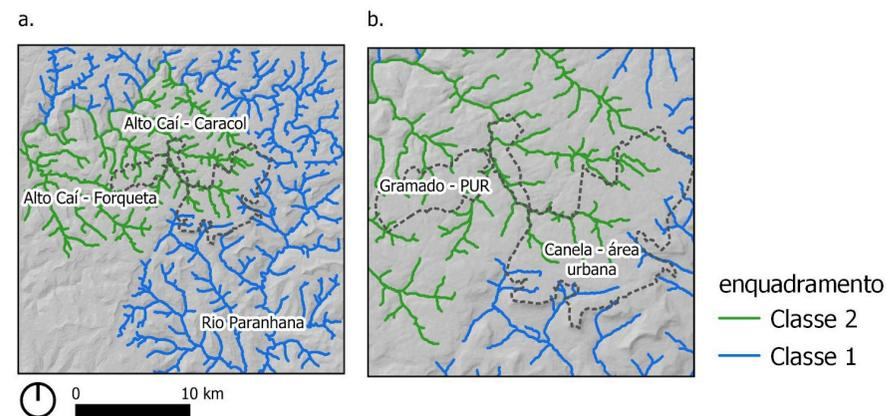 a.
b.
Alto Caí - Caracol
Alto Caí - Forqueta
Rio Paranhana
Gramado - PUR
Canela - área
urbana
enquadramento
Classe 2
Classe 1
0
10 km